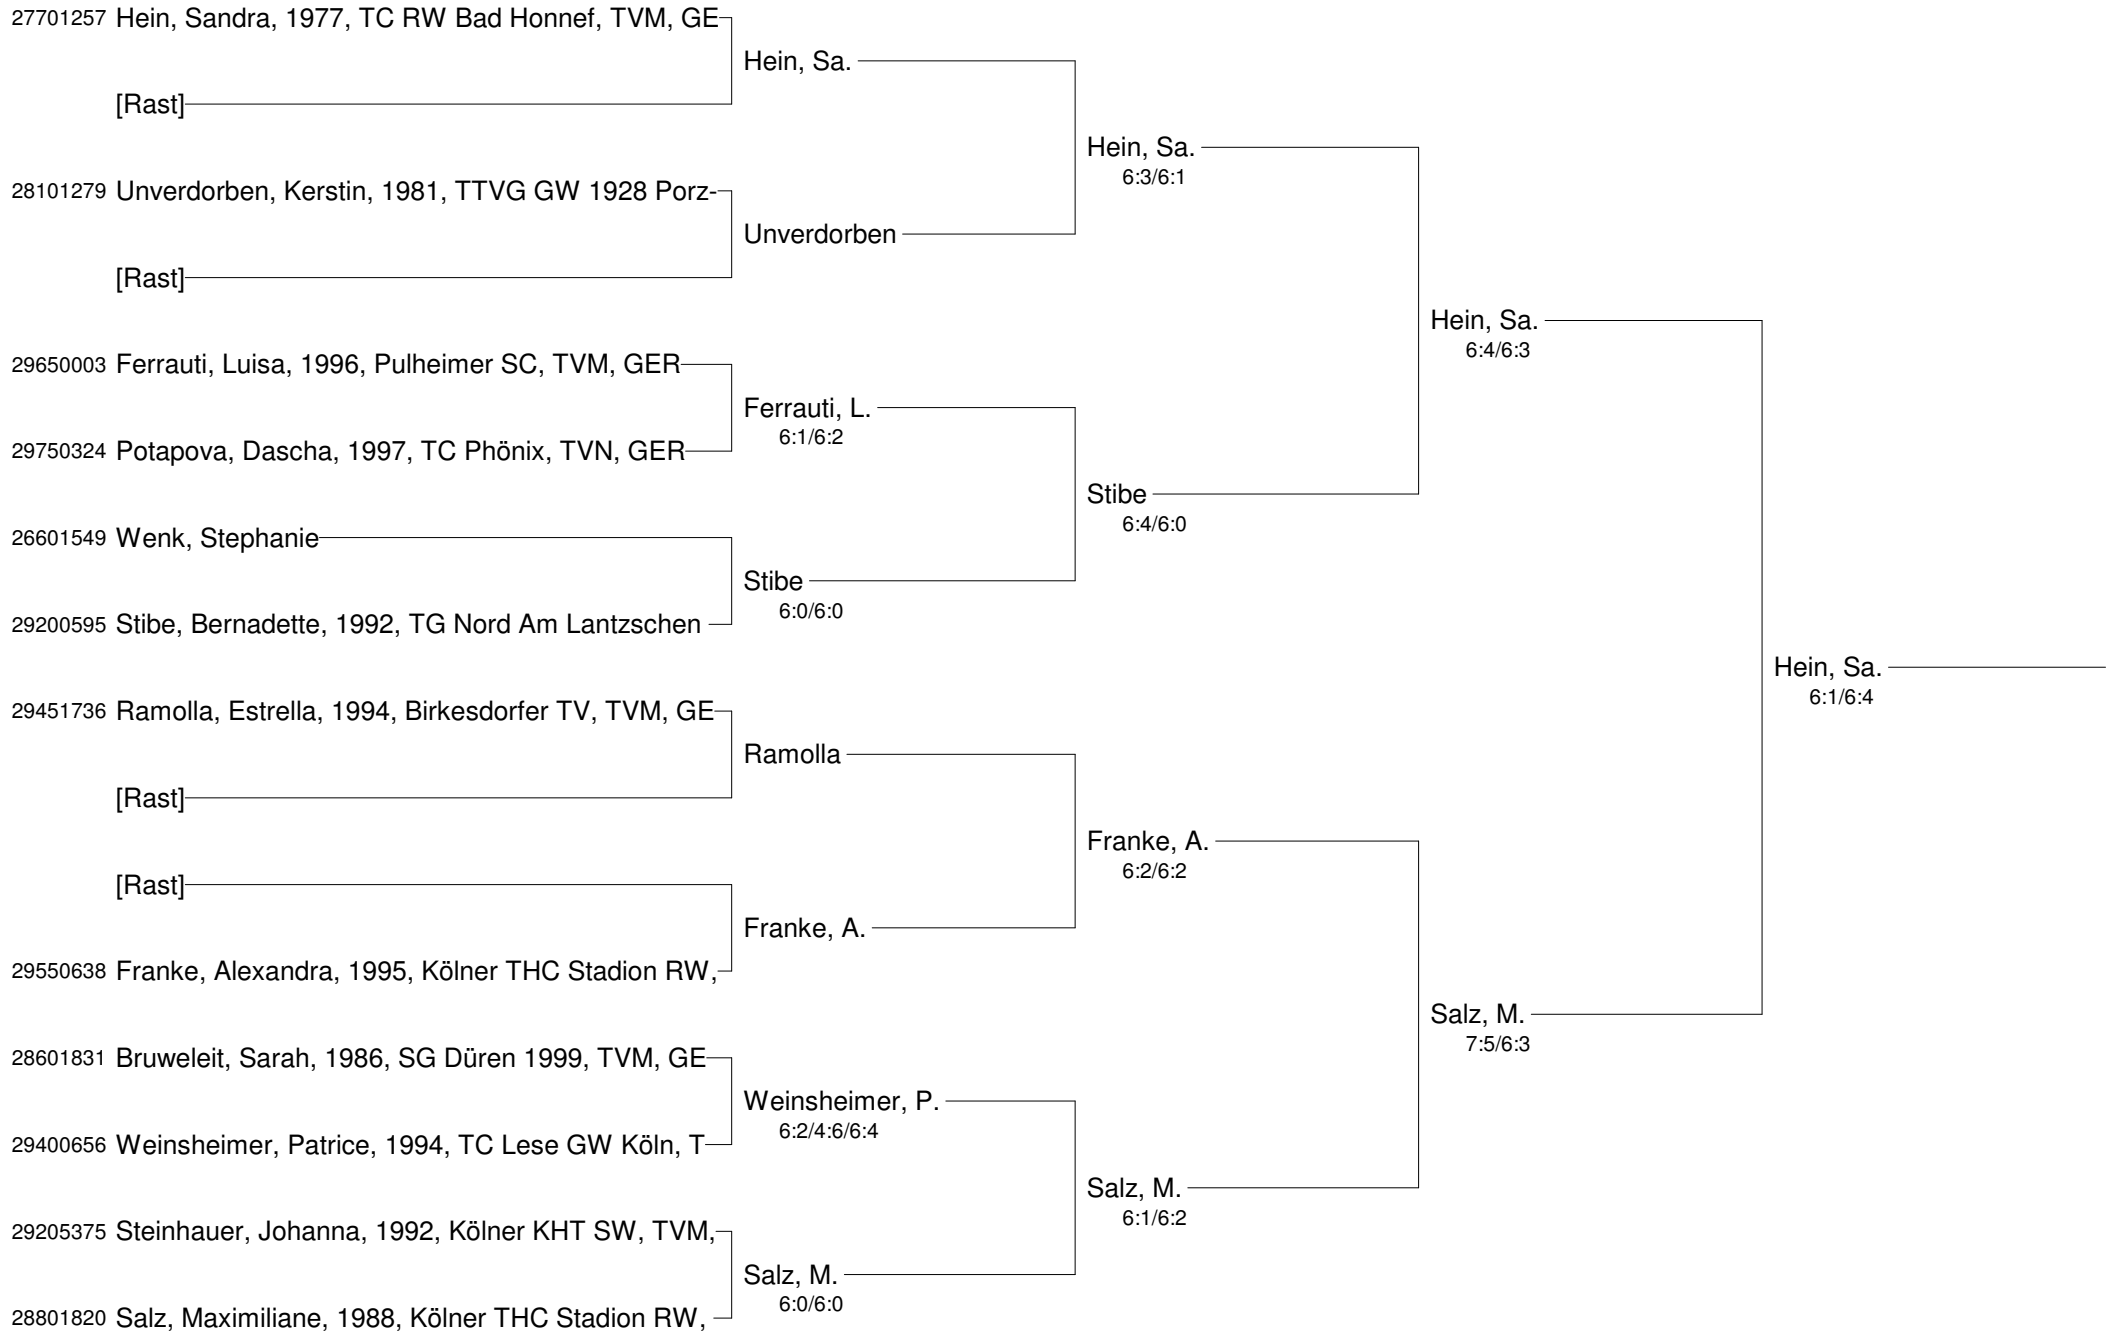 27701257 Hein, Sandra, 1977, TC RW Bad Honnef, TVM, GE
Hein, Sa.
[Rast]
Hein, Sa.
6:3/6:1
28101279 Unverdorben, Kerstin, 1981, TTVG GW 1928 Porz-
Unverdorben
[Rast]
Hein, Sa.
6:4/6:3
29650003 Ferrauti, Luisa, 1996, Pulheimer SC, TVM, GER
Ferrauti, L.
6:1/6:2
29750324 Potapova, Dascha, 1997, TC Phönix, TVN, GER
Stibe
6:4/6:0
26601549 Wenk, Stephanie
Stibe
6:0/6:0
29200595 Stibe, Bernadette, 1992, TG Nord Am Lantzschen
Hein, Sa.
6:1/6:4
29451736 Ramolla, Estrella, 1994, Birkesdorfer TV, TVM, GE
Ramolla
[Rast]
Franke, A.
6:2/6:2
[Rast]
Franke, A.
29550638 Franke, Alexandra, 1995, Kölner THC Stadion RW,
Salz, M.
7:5/6:3
28601831 Bruweleit, Sarah, 1986, SG Düren 1999, TVM, GE
Weinsheimer, P.
6:2/4:6/6:4
29400656 Weinsheimer, Patrice, 1994, TC Lese GW Köln, T
Salz, M.
6:1/6:2
29205375 Steinhauer, Johanna, 1992, Kölner KHT SW, TVM,
Salz, M.
6:0/6:0
28801820 Salz, Maximiliane, 1988, Kölner THC Stadion RW,